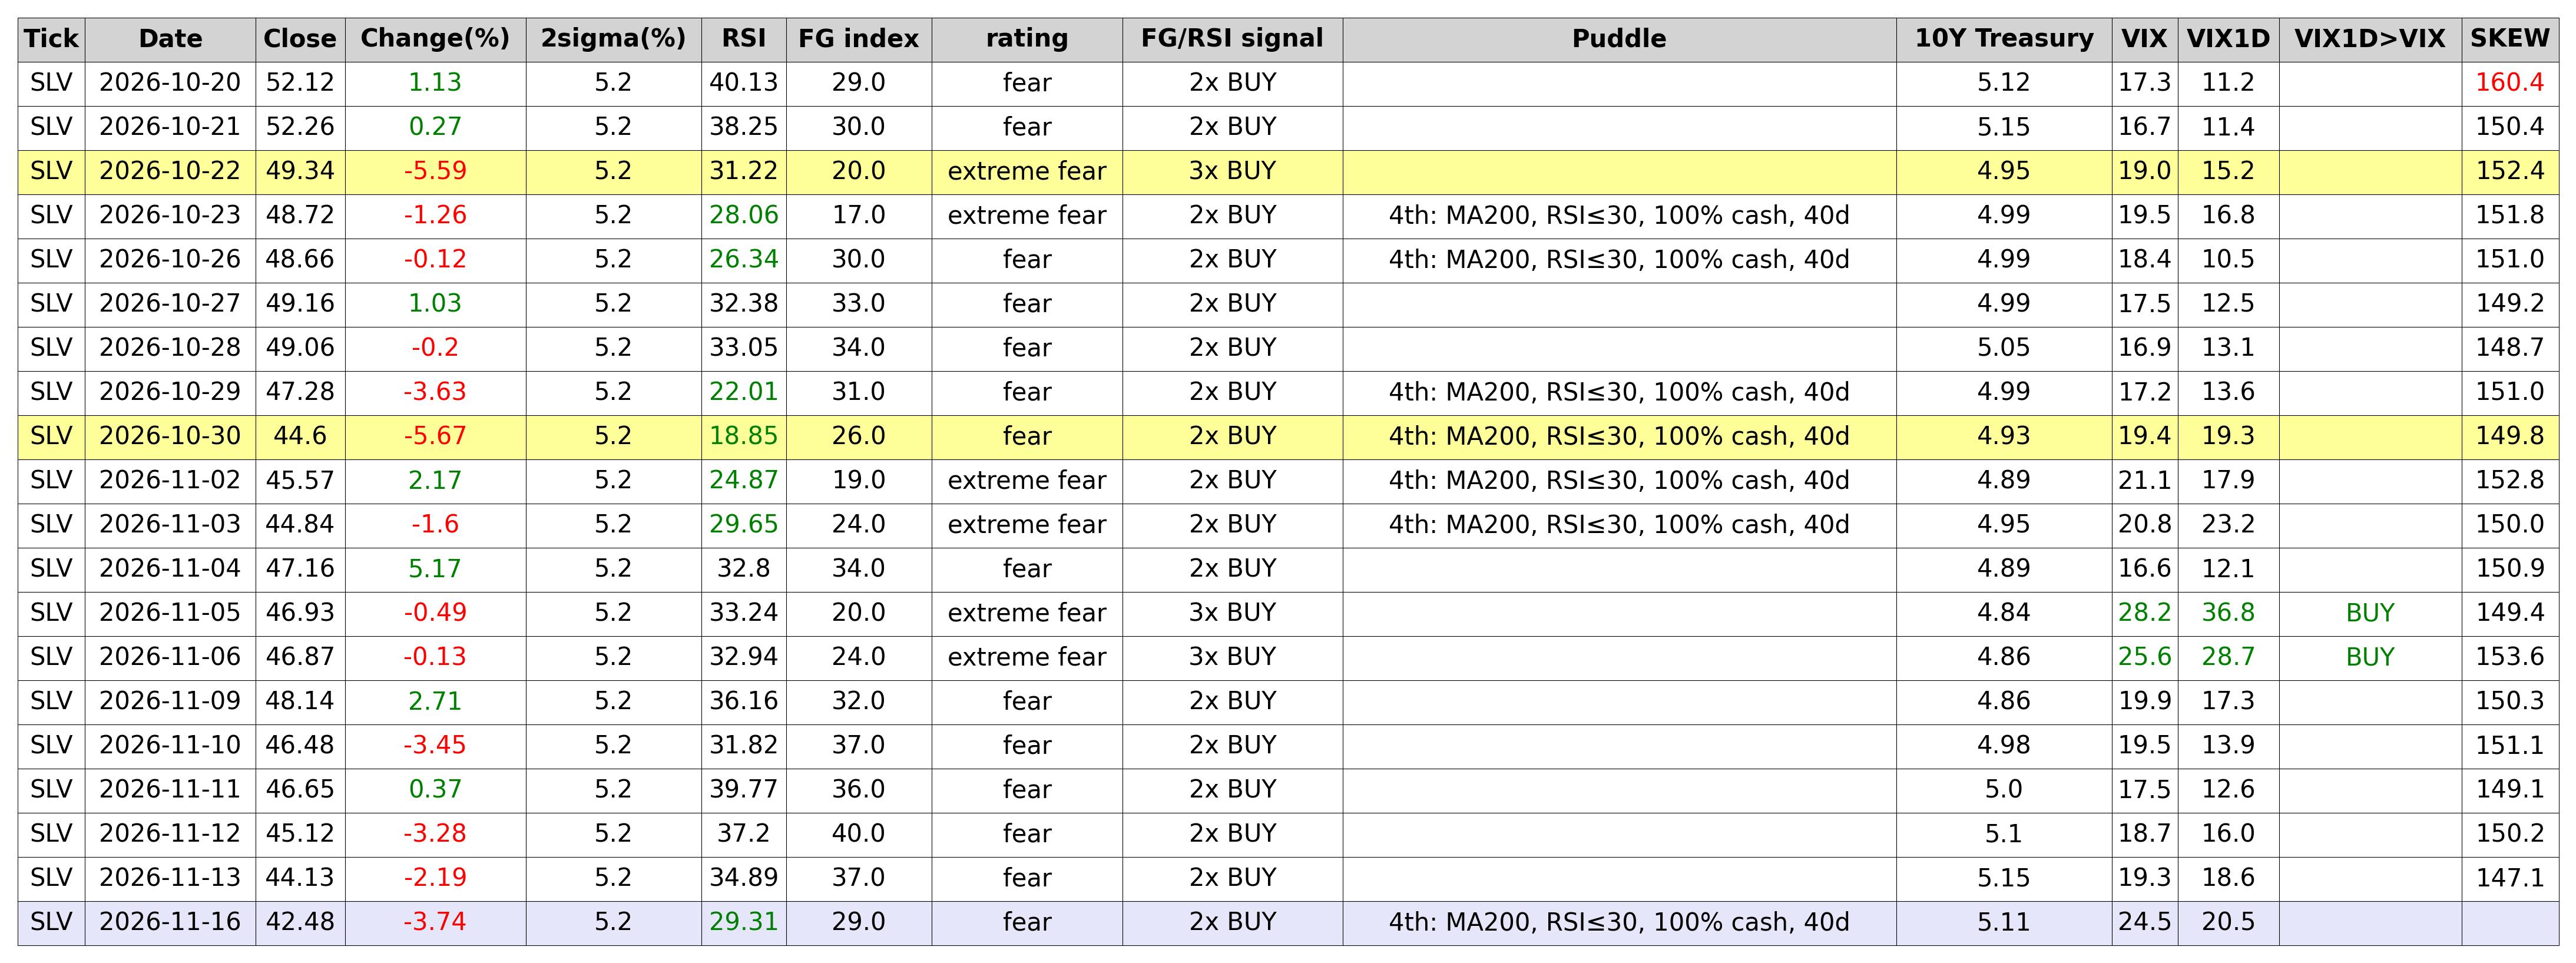 Tick Date Close Change(%) 2sigma(%) RSI FG index rating FG/RSI signal Puddle 10Y Treasury VIX VIX1D VIX1D>VIX SKEW
SLV 2026-10-20 52.12 1.13 5.2 40.13 29.0 fear 2x BUY 5.12 17.3 11.2 160.4
SLV 2026-10-21 52.26 0.27 5.2 38.25 30.0 fear 2x BUY 5.15 16.7 11.4 150.4
SLV 2026-10-22 49.34 -5.59 5.2 31.22 20.0 extreme fear 3x BUY 4.95 19.0 15.2 152.4
SLV 2026-10-23 48.72 -1.26 5.2 28.06 17.0 extreme fear 2x BUY 4th: MA200, RSI≤30, 100% cash, 40d 4.99 19.5 16.8 151.8
SLV 2026-10-26 48.66 -0.12 5.2 26.34 30.0 fear 2x BUY 4th: MA200, RSI≤30, 100% cash, 40d 4.99 18.4 10.5 151.0
SLV 2026-10-27 49.16 1.03 5.2 32.38 33.0 fear 2x BUY 4.99 17.5 12.5 149.2
SLV 2026-10-28 49.06 -0.2 5.2 33.05 34.0 fear 2x BUY 5.05 16.9 13.1 148.7
SLV 2026-10-29 47.28 -3.63 5.2 22.01 31.0 fear 2x BUY 4th: MA200, RSI≤30, 100% cash, 40d 4.99 17.2 13.6 151.0
SLV 2026-10-30 44.6 -5.67 5.2 18.85 26.0 fear 2x BUY 4th: MA200, RSI≤30, 100% cash, 40d 4.93 19.4 19.3 149.8
SLV 2026-11-02 45.57 2.17 5.2 24.87 19.0 extreme fear 2x BUY 4th: MA200, RSI≤30, 100% cash, 40d 4.89 21.1 17.9 152.8
SLV 2026-11-03 44.84 -1.6 5.2 29.65 24.0 extreme fear 2x BUY 4th: MA200, RSI≤30, 100% cash, 40d 4.95 20.8 23.2 150.0
SLV 2026-11-04 47.16 5.17 5.2 32.8 34.0 fear 2x BUY 4.89 16.6 12.1 150.9
SLV 2026-11-05 46.93 -0.49 5.2 33.24 20.0 extreme fear 3x BUY 4.84 28.2 36.8 BUY 149.4
SLV 2026-11-06 46.87 -0.13 5.2 32.94 24.0 extreme fear 3x BUY 4.86 25.6 28.7 BUY 153.6
SLV 2026-11-09 48.14 2.71 5.2 36.16 32.0 fear 2x BUY 4.86 19.9 17.3 150.3
SLV 2026-11-10 46.48 -3.45 5.2 31.82 37.0 fear 2x BUY 4.98 19.5 13.9 151.1
SLV 2026-11-11 46.65 0.37 5.2 39.77 36.0 fear 2x BUY 5.0 17.5 12.6 149.1
SLV 2026-11-12 45.12 -3.28 5.2 37.2 40.0 fear 2x BUY 5.1 18.7 16.0 150.2
SLV 2026-11-13 44.13 -2.19 5.2 34.89 37.0 fear 2x BUY 5.15 19.3 18.6 147.1
SLV 2026-11-16 42.48 -3.74 5.2 29.31 29.0 fear 2x BUY 4th: MA200, RSI≤30, 100% cash, 40d 5.11 24.5 20.5